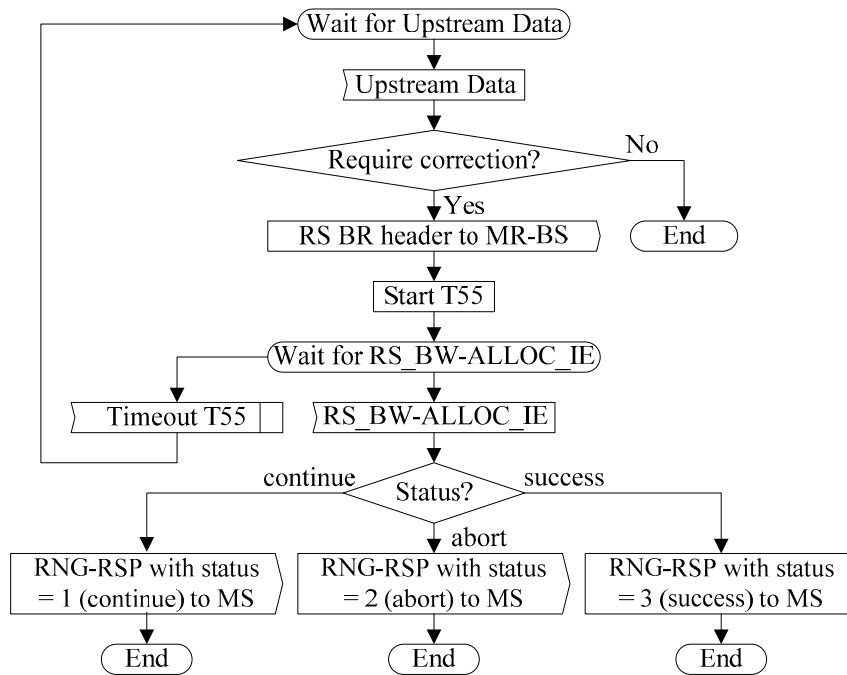 Wait for Upstream Data
Upstream Data
Require correction?
No
Yes
RS BR header to MR-BS
End
Start T55
Wait for RS_BW-ALLOC_IE
Timeout T55
RS_BW-ALLOC_IE
continue
Status?
success
abort
RNG-RSP with status
= 1 (continue) to MS
RNG-RSP with status
= 2 (abort) to MS
RNG-RSP with status
= 3 (success) to MS
End
End
End